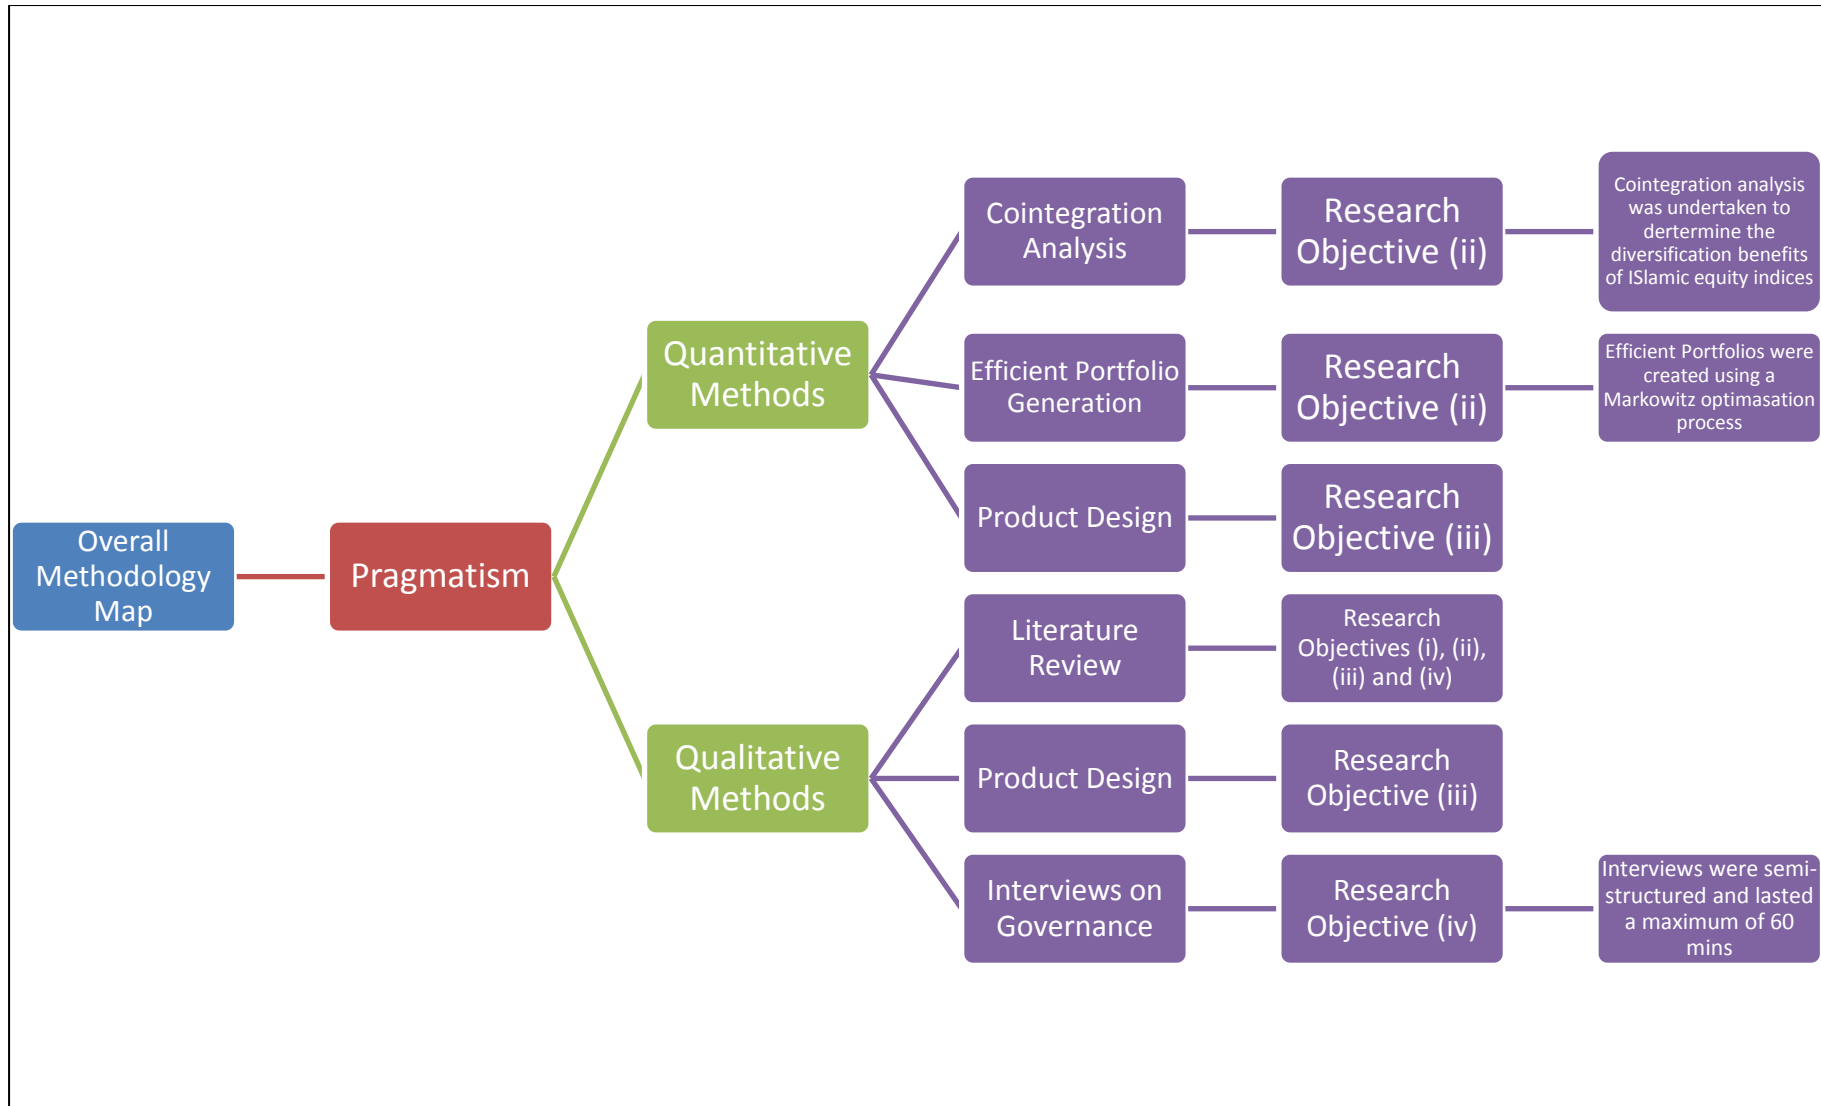 Overall
Methodology
Map
Pragmatism
Quantitative
Methods
Cointegration
Analysis
Research
Objective (ii)
Cointegration analysis
was undertaken to
dertermine the
diversification benefits
of ISlamic equity indices
Efficient Portfolio
Generation
Research
Objective (ii)
Efficient Portfolios were
created using a
Markowitz optimasation
process
Product Design
Research
Objective (iii)
Qualitative
Methods
Literature
Review
Research
Objectives (i), (ii),
(iii) and (iv)
Product Design
Research
Objective (iii)
Interviews on
Governance
Research
Objective (iv)
Interviews were semi-
structured and lasted
a maximum of 60
mins